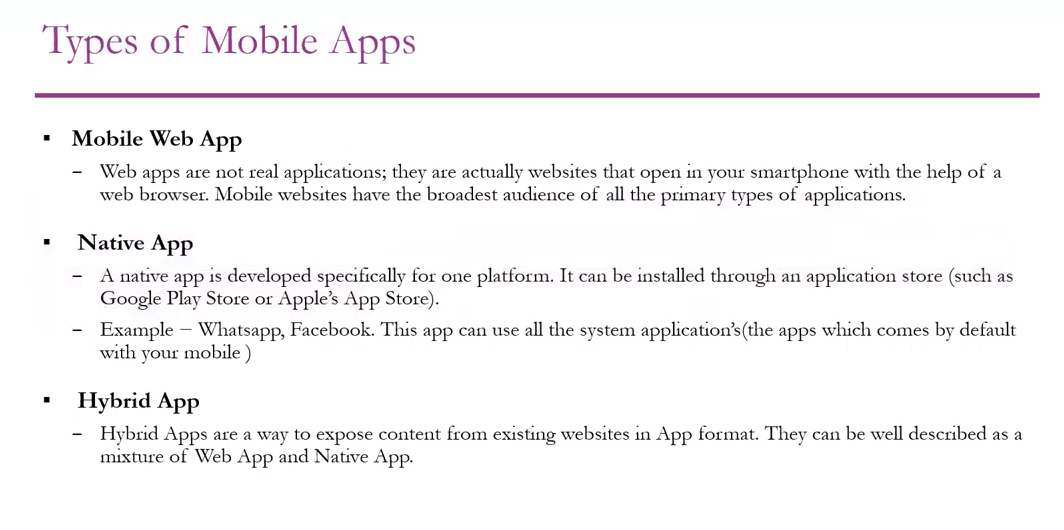 Types of Mobile Apps
▪ Mobile Web App
– Web apps are not real applications; they are actually websites that open in your smartphone with the help of a
web browser. Mobile websites have the broadest audience of all the primary types of applications.
▪ Native App
– A native app is developed specifically for one platform. It can be installed through an application store (such as
Google Play Store or Apple’s App Store).
– Example − Whatsapp, Facebook. This app can use all the system application’s(the apps which comes by default
with your mobile )
▪ Hybrid App
– Hybrid Apps are a way to expose content from existing websites in App format. They can be well described as a
mixture of Web App and Native App.